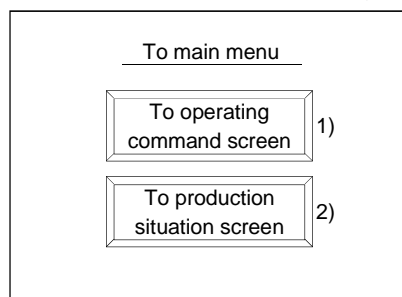 To main menu
To operating
command screen
1)
To production
situation screen
2)